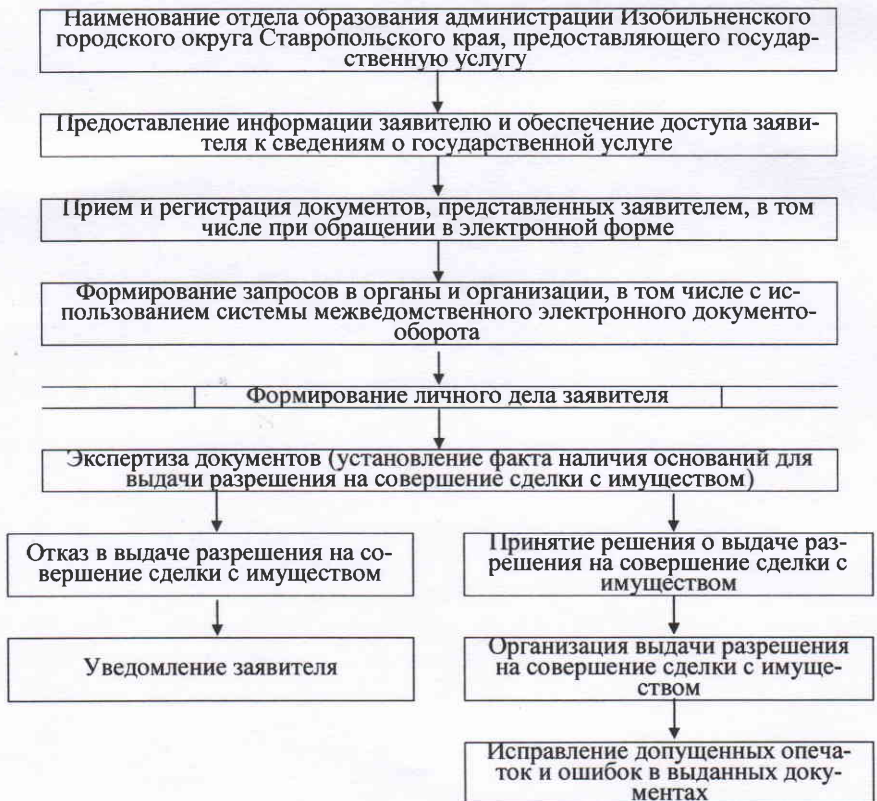 Наименование отдела образования администрации Изобильненского
городского округа Ставропольского края, предоставляющего государ-
ственную услугу
Предоставление информации заявителю и обеспечение доступа заяви-
теля к сведениям о государственной услуге
Прием и регистрация документов, представленных заявителем, в том
числе при обращении в электронной форме
Формирование запросов в органы и организации, в том числе с ис-
пользованием системы межведомственного электронного документо-
оборота
Формирование личного дела заявителя
Экспертиза документов (установление факта наличия оснований для
выдачи разрешения на совершение сделки с имуществом)
Отказ в выдаче разрешения на со-
вершение сделки с имуществом
Уведомление заявителя
Принятие решения о выдаче раз-
решения на совершение сделки с
имуществом
Организация выдачи разрешения
на совершение сделки с имуще-
ством
Исправление допущенных опеча-
ток и ошибок в выданных доку-
ментах